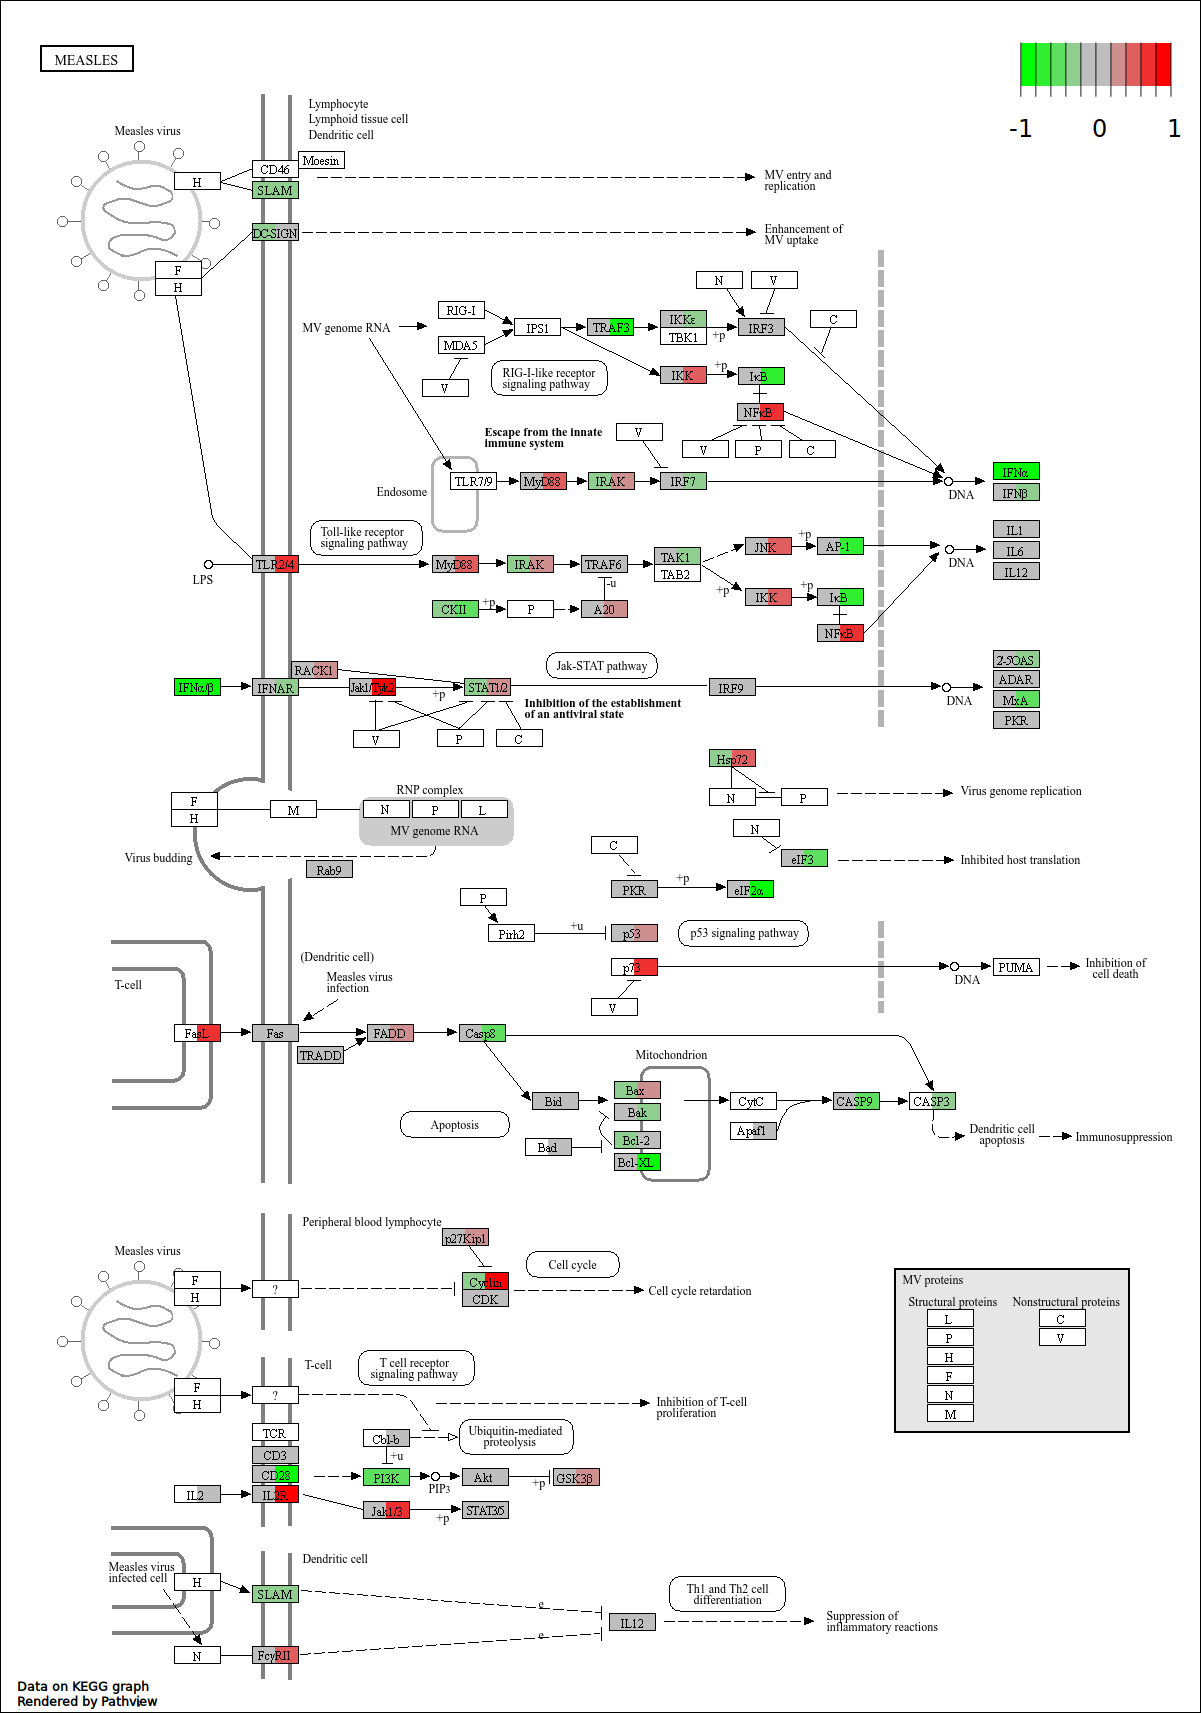 MEASLES
-1
0
1
Lymphocyte
Lymphoid tissue cell
Dendritic cell
Measles virus
Moesin
CD46
H
SLAM
MV entry and
replication
DC-SIGN
Enhancement of
MV uptake
F
H
N
V
RIG-I
C
MV genome RNA
IPS1
TRAF3
IKKε
TBK1
+p
IRF3
MDA5
RIG-I-like receptor
signaling pathway
V
IKK
+p
IκB
NFκB
Escape from the innate
immune system
V
V
P
C
Endosome
TLR7/9
MyD88
IRAK
IRF7
DNA
IFNα
IFNβ
Toll-like receptor
signaling pathway
LPS
TLR2/4
MyD88
IRAK
TRAF6
TAK1
TAB2
JNK
+p
AP-1
DNA
IL1
IL6
IL12
-u
CKII
+p
P
A20
+p
IKK
+p
IκB
NFκB
RACK1
Jak-STAT pathway
IFNα/β
IFNAR
Jak1/Tyk2
+p
STAT1/2
IRF9
DNA
2-5OAS
ADAR
MxA
PKR
Inhibition of the establishment
of an antiviral state
V
P
C
Hsp72
N
P
Virus genome replication
F
H
M
RNP complex
N
P
L
MV genome RNA
N
eIF3
Inhibited host translation
Virus budding
Rab9
C
PKR
+p
eIF2α
P
Pirh2
+u
p53
p53 signaling pathway
p73
DNA
PUMA
Inhibition of
cell death
V
T-cell
(Dendritic cell)
Measles virus
infection
FasL
Fas
FADD
Casp8
TRADD
Mitochondrion
Bid
Bax
Bak
CytC
CASP9
CASP3
Apoptosis
Bad
Bcl-2
Bcl-XL
Apaf1
Dendritic cell
apoptosis
Immunosuppression
Peripheral blood lymphocyte
p27Kip1
Measles virus
F
H
?
Cyclin
CDK
Cell cycle
Cell cycle retardation
MV proteins
Structural proteins
Nonstructural proteins
L
C
P
V
H
F
N
M
T-cell
T cell receptor
signaling pathway
F
H
?
Inhibition of T-cell
proliferation
TCR
Cbl-b
Ubiquitin-mediated
proteolysis
CD3
+u
CD28
PI3K
PIP3
Akt
+p
GSK3β
IL2
IL2R
Jak1/3
+p
STAT3/5
Dendritic cell
Measles virus
infected cell
H
SLAM
Th1 and Th2 cell
differentiation
e
IL12
Suppression of
inflammatory reactions
e
N
FcγRII
Data on KEGG graph
Rendered by Pathview